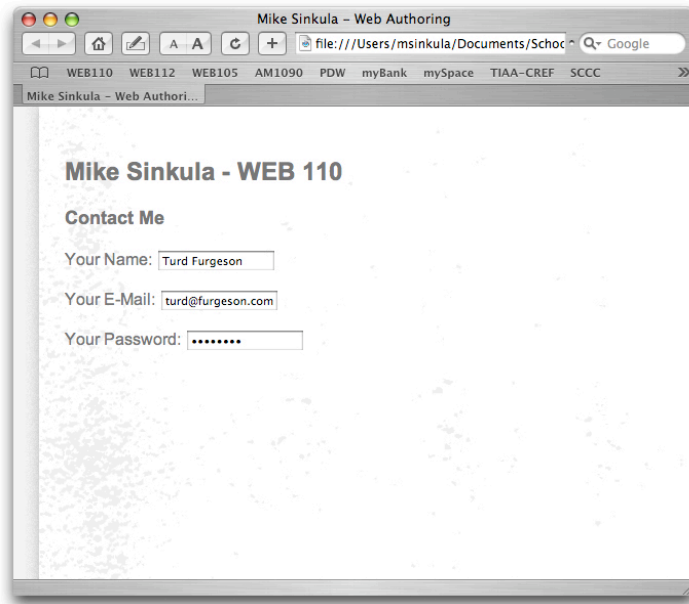 Mike Sinkula – Web Authoring
A A file:///Users/msinkula/Documents/Schoo Google
WEB110 WEB112 WEB105 AM1090 PDW myBank mySpace TIAA-CREF SCCC
Mike Sinkula – Web Authori...
Mike Sinkula - WEB 110
Contact Me
Your Name: Turd Furgeson
Your E-Mail: turd@furgeson.com
Your Password: ••••••••